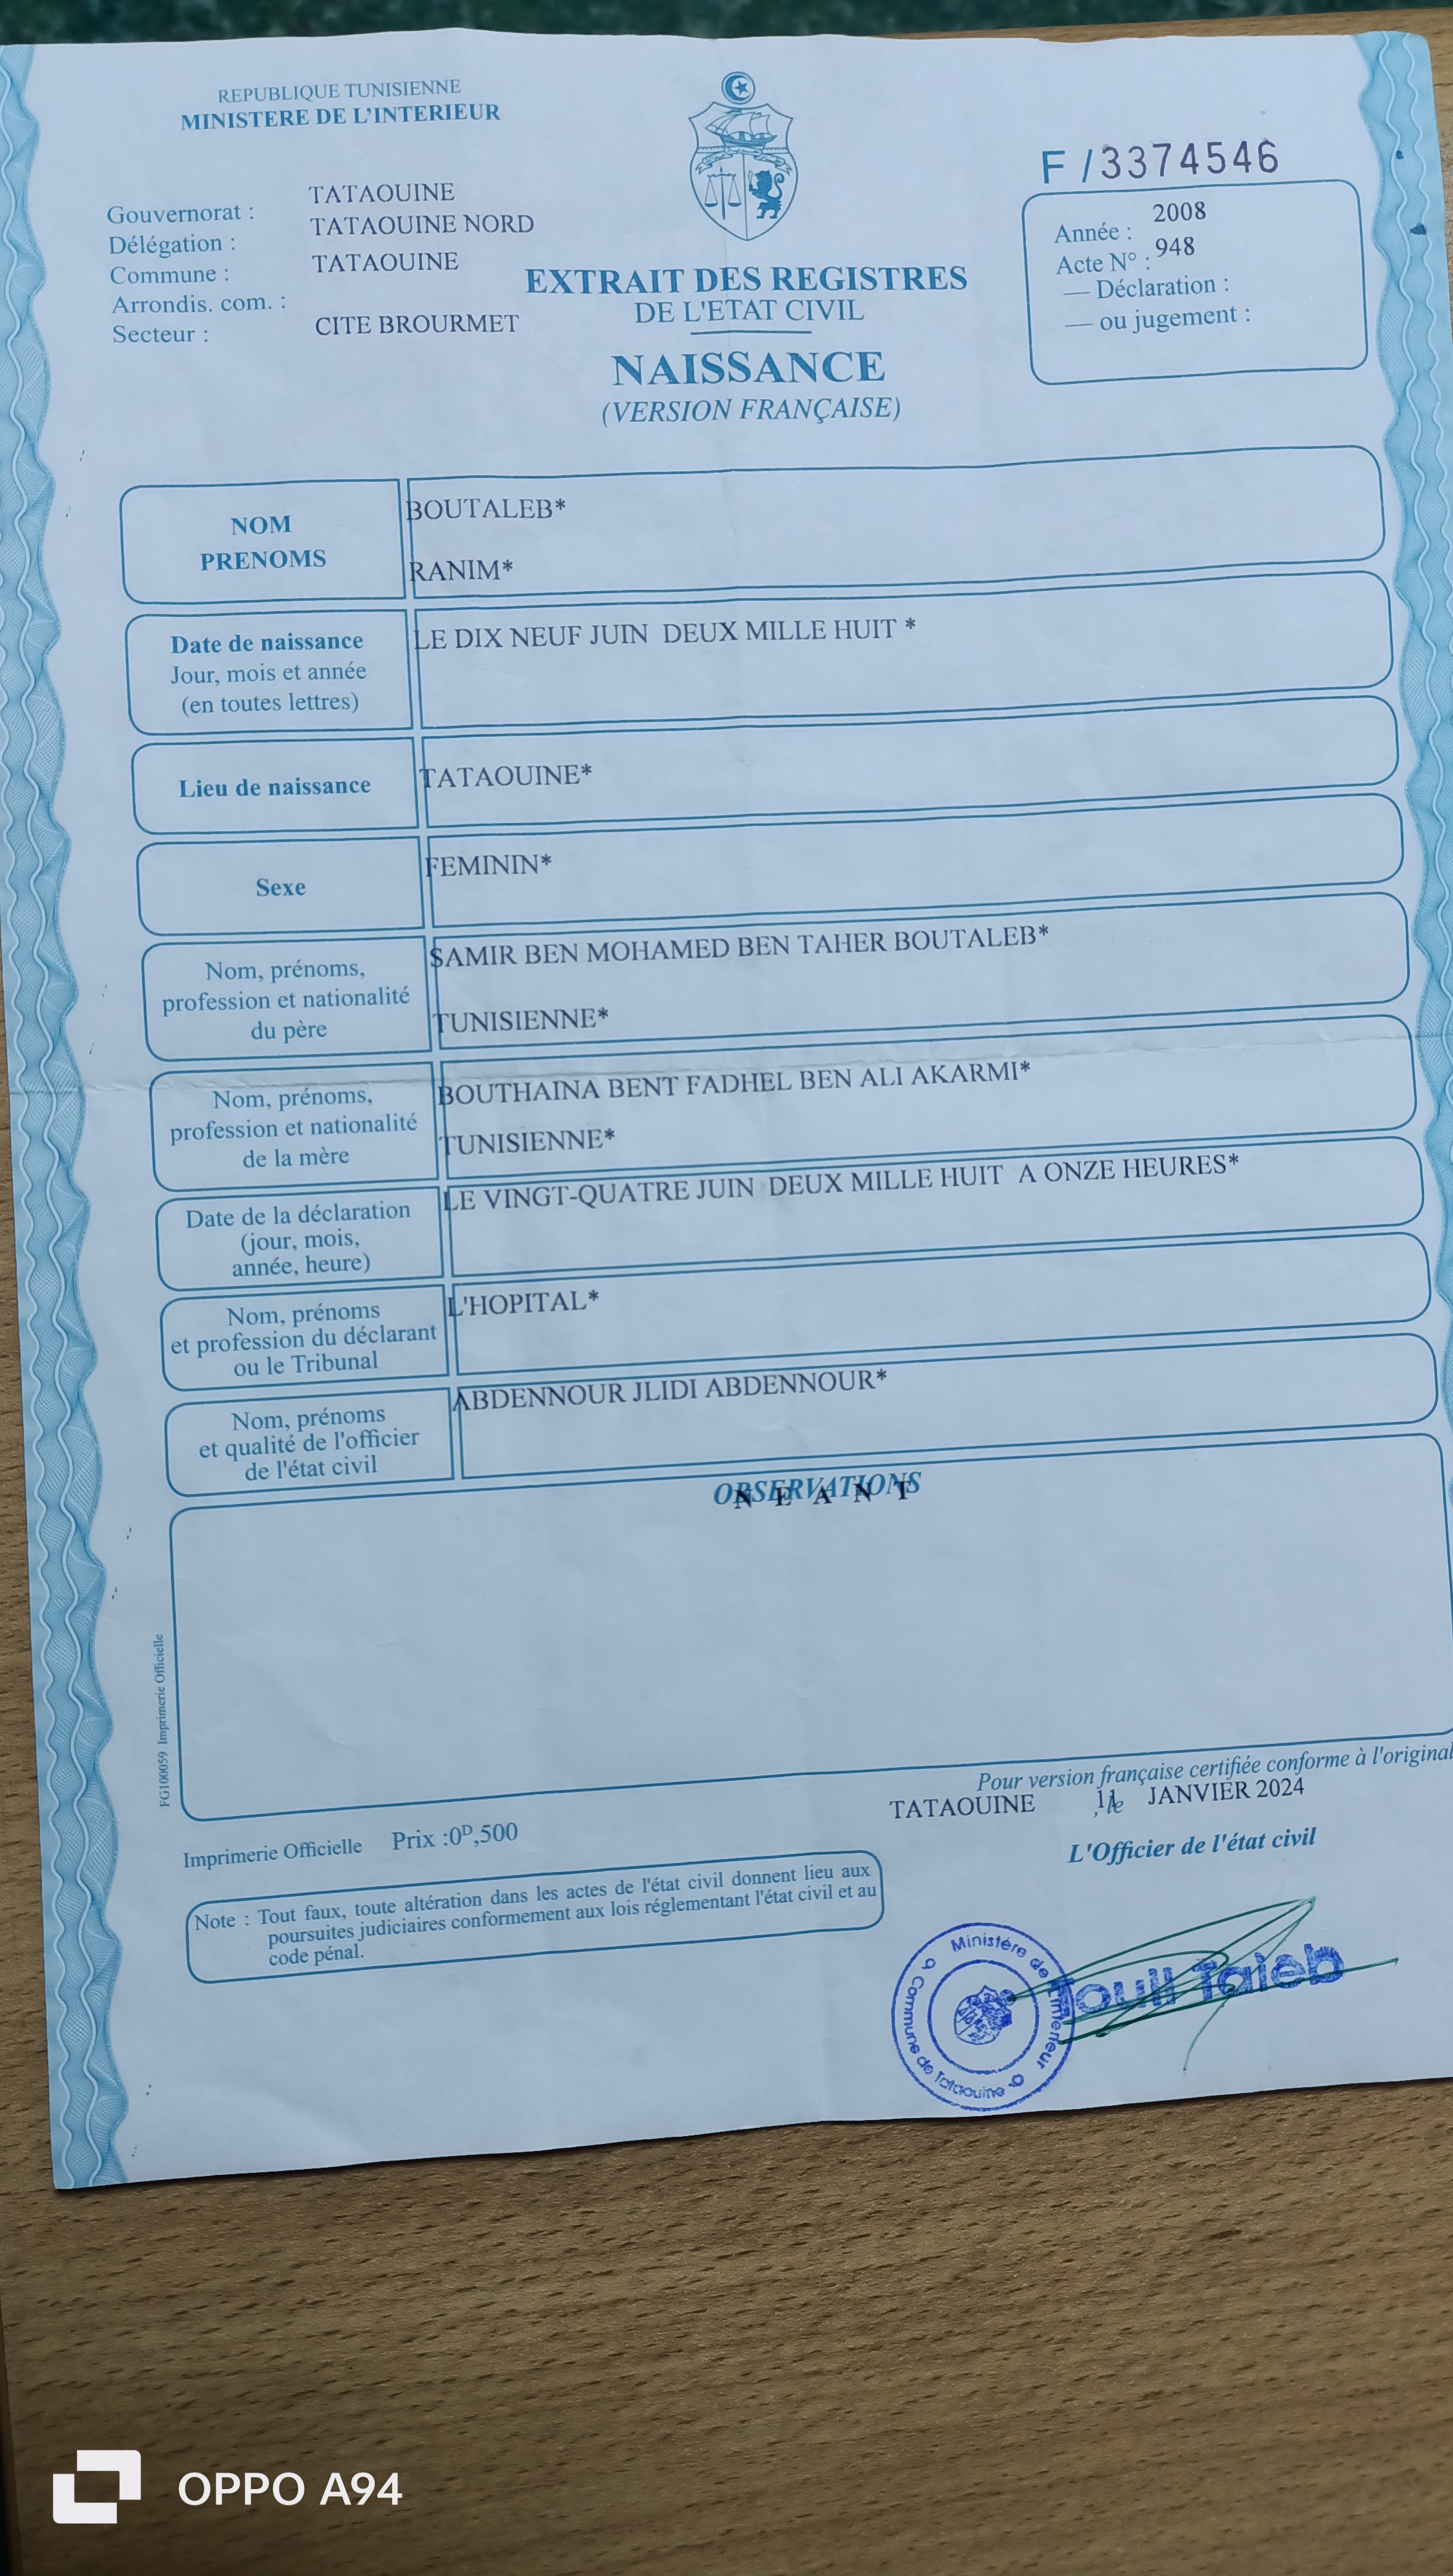 REPUBLIQUE TUNISIENNE
MINISTERE DE L'INTERIEUR
Gouvernorat : TATAOUINE
Délégation : TATAOUINE NORD
Commune : TATAOUINE
Arrondis. com. :
Secteur : CITE BROURMET
EXTRAIT DES REGISTRES
DE L'ETAT CIVIL
NAISSANCE
(VERSION FRANÇAISE)
F /3374546
Année : 2008
Acte N° : 948
— Déclaration :
— ou jugement :
NOM
PRENOMS
BOUTALEB*
RANIM*
Date de naissance
Jour, mois et année
(en toutes lettres)
LE DIX NEUF JUIN DEUX MILLE HUIT *
Lieu de naissance
TATAOUINE*
Sexe
FEMININ*
Nom, prénoms,
profession et nationalité
du père
SAMIR BEN MOHAMED BEN TAHER BOUTALEB*
TUNISIENNE*
Nom, prénoms,
profession et nationalité
de la mère
BOUTHAINA BENT FADHEL BEN ALI AKARMI*
TUNISIENNE*
Date de la déclaration
(jour, mois,
année, heure)
LE VINGT-QUATRE JUIN DEUX MILLE HUIT A ONZE HEURES*
Nom, prénoms
et profession du déclarant
ou le Tribunal
L'HOPITAL*
Nom, prénoms
et qualité de l'officier
de l'état civil
ABDENNOUR JLIDI ABDENNOUR*
OBSERVATIONS
N E A N T
FG100059 Imprimerie Officielle
Pour version française certifiée conforme à l'original
TATAOUINE , le 11 JANVIER 2024
L'Officier de l'état civil
Imprimerie Officielle Prix :0ᴰ,500
Note : Tout faux, toute altération dans les actes de l'état civil donnent lieu aux
poursuites judiciaires conformement aux lois réglementant l'état civil et au
code pénal.
Ministère de l'Interieur
Commune de Tataouine
Taieb
OPPO A94